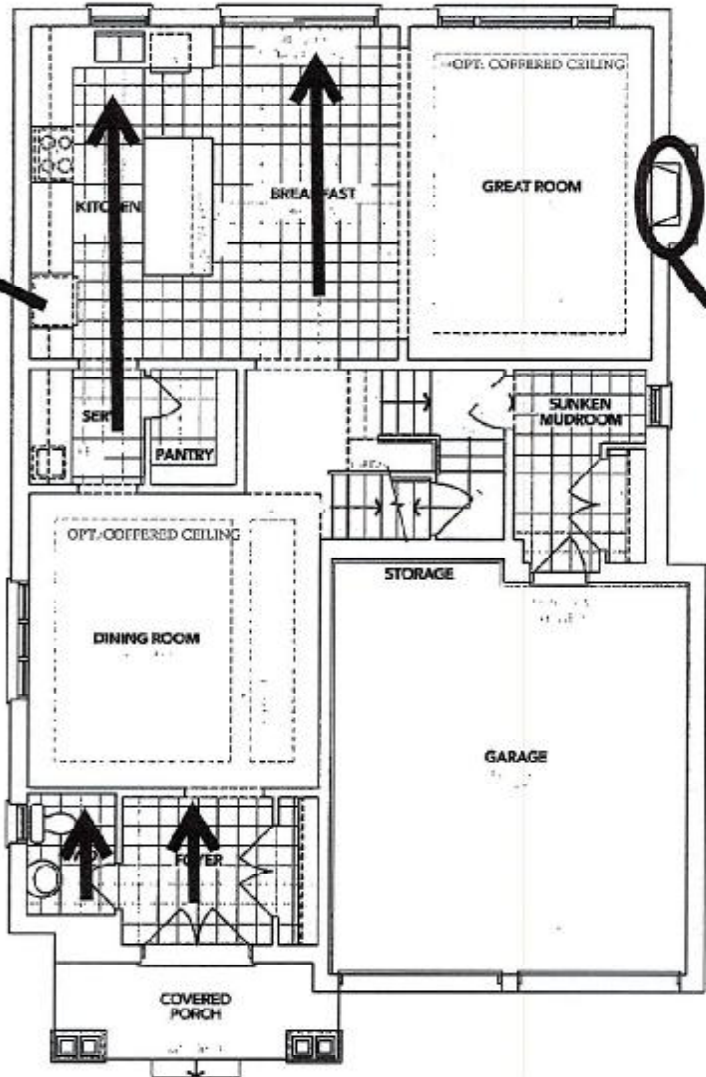 OPT. COFFERED CEILING
GREAT ROOM
BREAKFAST
KITCHEN
SERV
PANTRY
SUNKEN
MUDROOM
OPT. COFFERED CEILING
STORAGE
DINING ROOM
GARAGE
FOYER
COVERED
PORCH